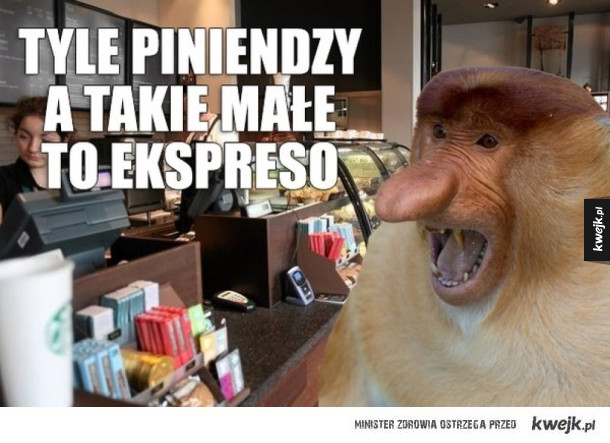 TYLE PINIENDZY
A TAKIE MAŁE
TO EKSPRESO
kwejk.pl
MINISTER ZDROWIA OSTRZEGA PRZED kwejk.pl